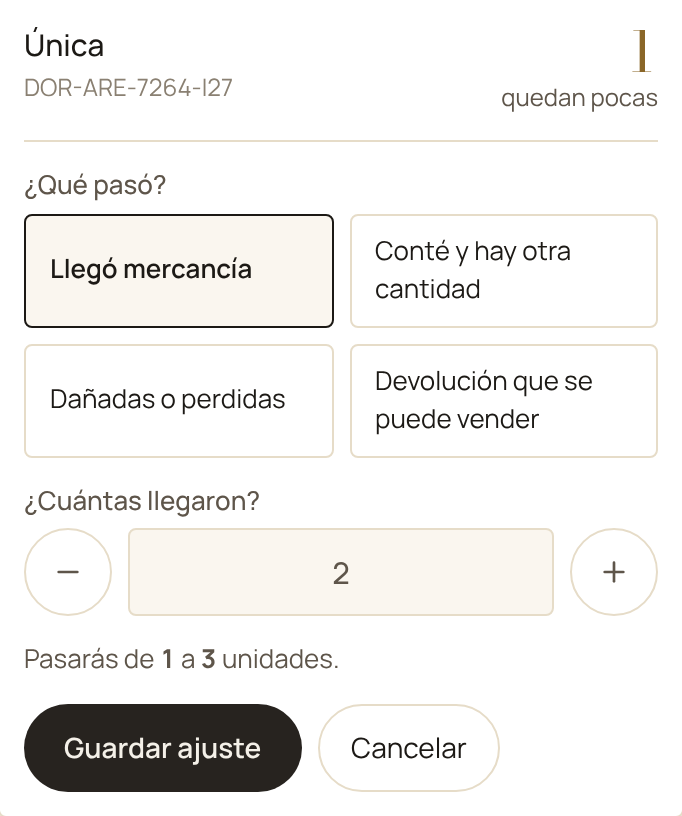 Única
1
DOR-ARE-7264-I27
quedan pocas
¿Qué pasó?
Llegó mercancía
Conté y hay otra
cantidad
Dañadas o perdidas
Devolución que se
puede vender
¿Cuántas llegaron?
− 2 +
Pasarás de 1 a 3 unidades.
Guardar ajuste
Cancelar